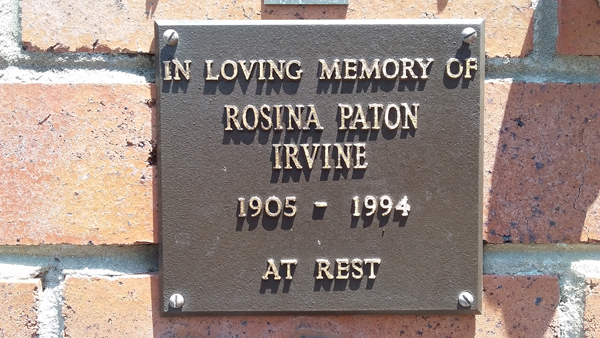 IN LOVING MEMORY OF
ROSINA PATON
IRVINE
1905 - 1994
AT REST